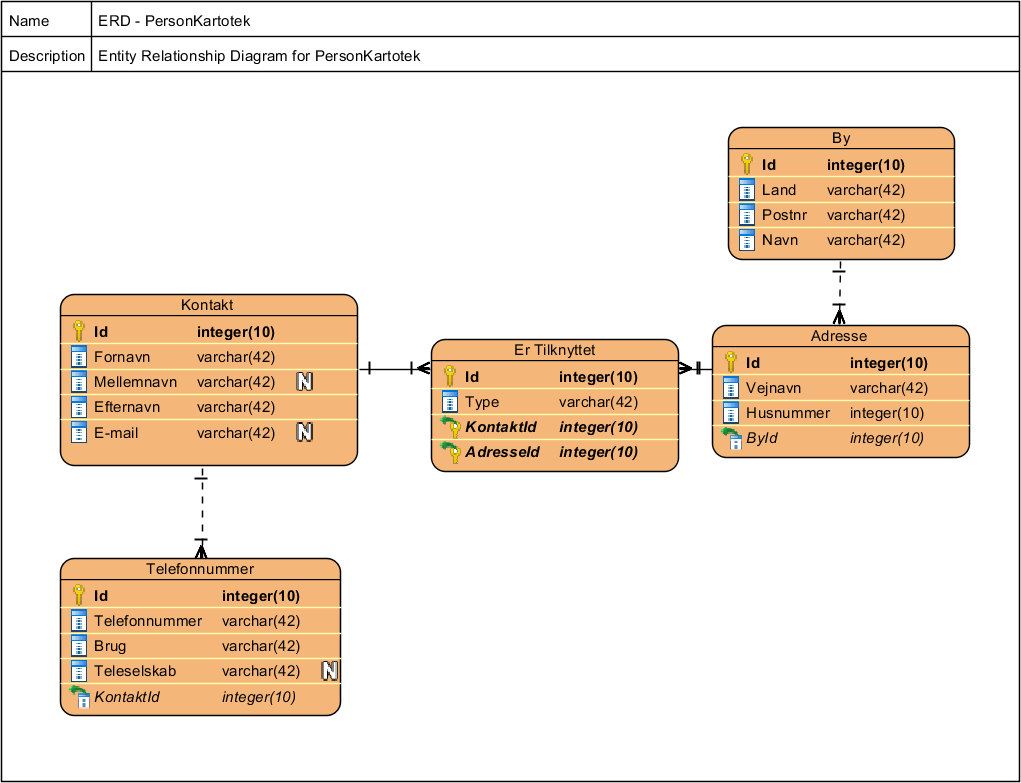 Name ERD - PersonKartotek
Description Entity Relationship Diagram for PersonKartotek
By
Id integer(10)
Land varchar(42)
Postnr varchar(42)
Navn varchar(42)
Kontakt
Id integer(10)
Fornavn varchar(42)
Mellemnavn varchar(42) N
Efternavn varchar(42)
E-mail varchar(42) N
Er Tilknyttet
Id integer(10)
Type varchar(42)
KontaktId integer(10)
AdresseId integer(10)
Adresse
Id integer(10)
Vejnavn varchar(42)
Husnummer integer(10)
ById integer(10)
Telefonnummer
Id integer(10)
Telefonnummer varchar(42)
Brug varchar(42)
Teleselskab varchar(42) N
KontaktId integer(10)